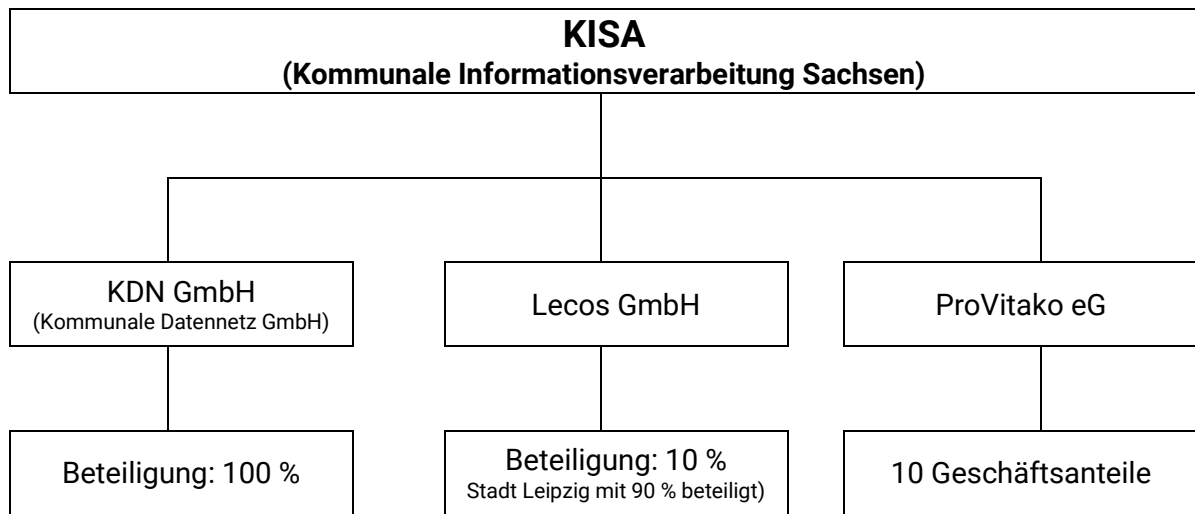 KISA
(Kommunale Informationsverarbeitung Sachsen)
KDN GmbH
(Kommunale Datennetz GmbH)
Lecos GmbH
ProVitako eG
Beteiligung: 100 %
Beteiligung: 10 %
Stadt Leipzig mit 90 % beteiligt)
10 Geschäftsanteile